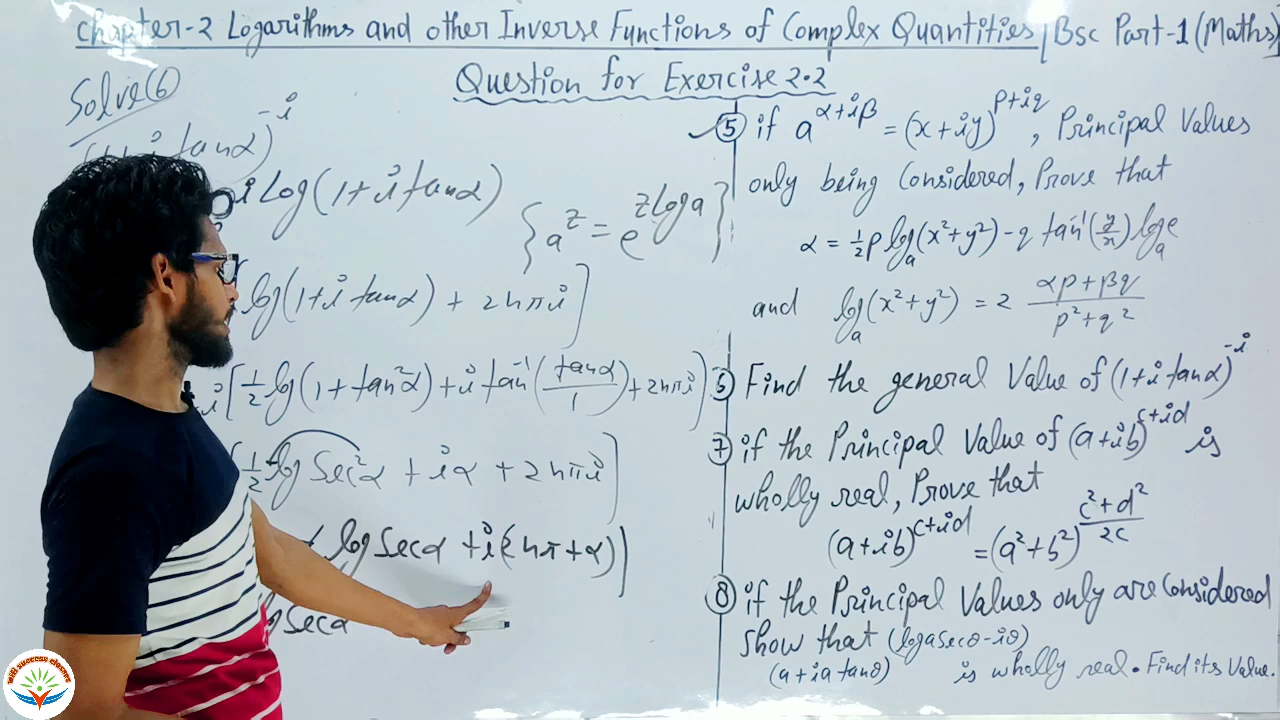 Chapter-2 Logarithms and other Inverse Functions of Complex Quantities | Bsc Part-1 (Maths)
Question for Exercise 2.2
Solve(6)
(1+i tanα)^{-i}
i Log(1+i tanα) {a^z = e^{z log a}}
log(1+i tanα) + 2nπi]
i[½ log(1+tan²α) + i tan⁻¹(tanα/1) + 2nπi]
½ log Sec²α + iα + 2nπi]
log Secα + i(2nπ+α)]
Secα
⑤ if a^{α+iβ} = (x+iy)^{p+iq}, Principal Values
only being Considered, Prove that
α = ½ p log_a(x²+y²) - q tan⁻¹(y/x) log_a e
and log_a(x²+y²) = 2 (αp+βq)/(p²+q²)
⑥ Find the general Value of (1+i tanα)^{-i}
⑦ if the Principal Value of (a+ib)^{c+id} is
wholly real, Prove that
(a+ib)^{c+id} = (a²+b²)^{(c²+d²)/2c}
⑧ if the Principal Values only are Considered
Show that (a+ia tanθ)^{(log a secθ - iθ)} is wholly real. Find its Value.
will success classes